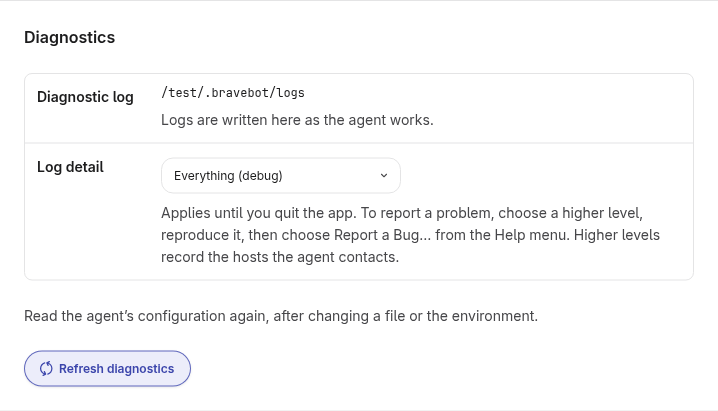 Diagnostics
Diagnostic log
/test/.bravebot/logs
Logs are written here as the agent works.
Log detail
Everything (debug)
Applies until you quit the app. To report a problem, choose a higher level,
reproduce it, then choose Report a Bug... from the Help menu. Higher levels
record the hosts the agent contacts.
Read the agent’s configuration again, after changing a file or the environment.
Refresh diagnostics